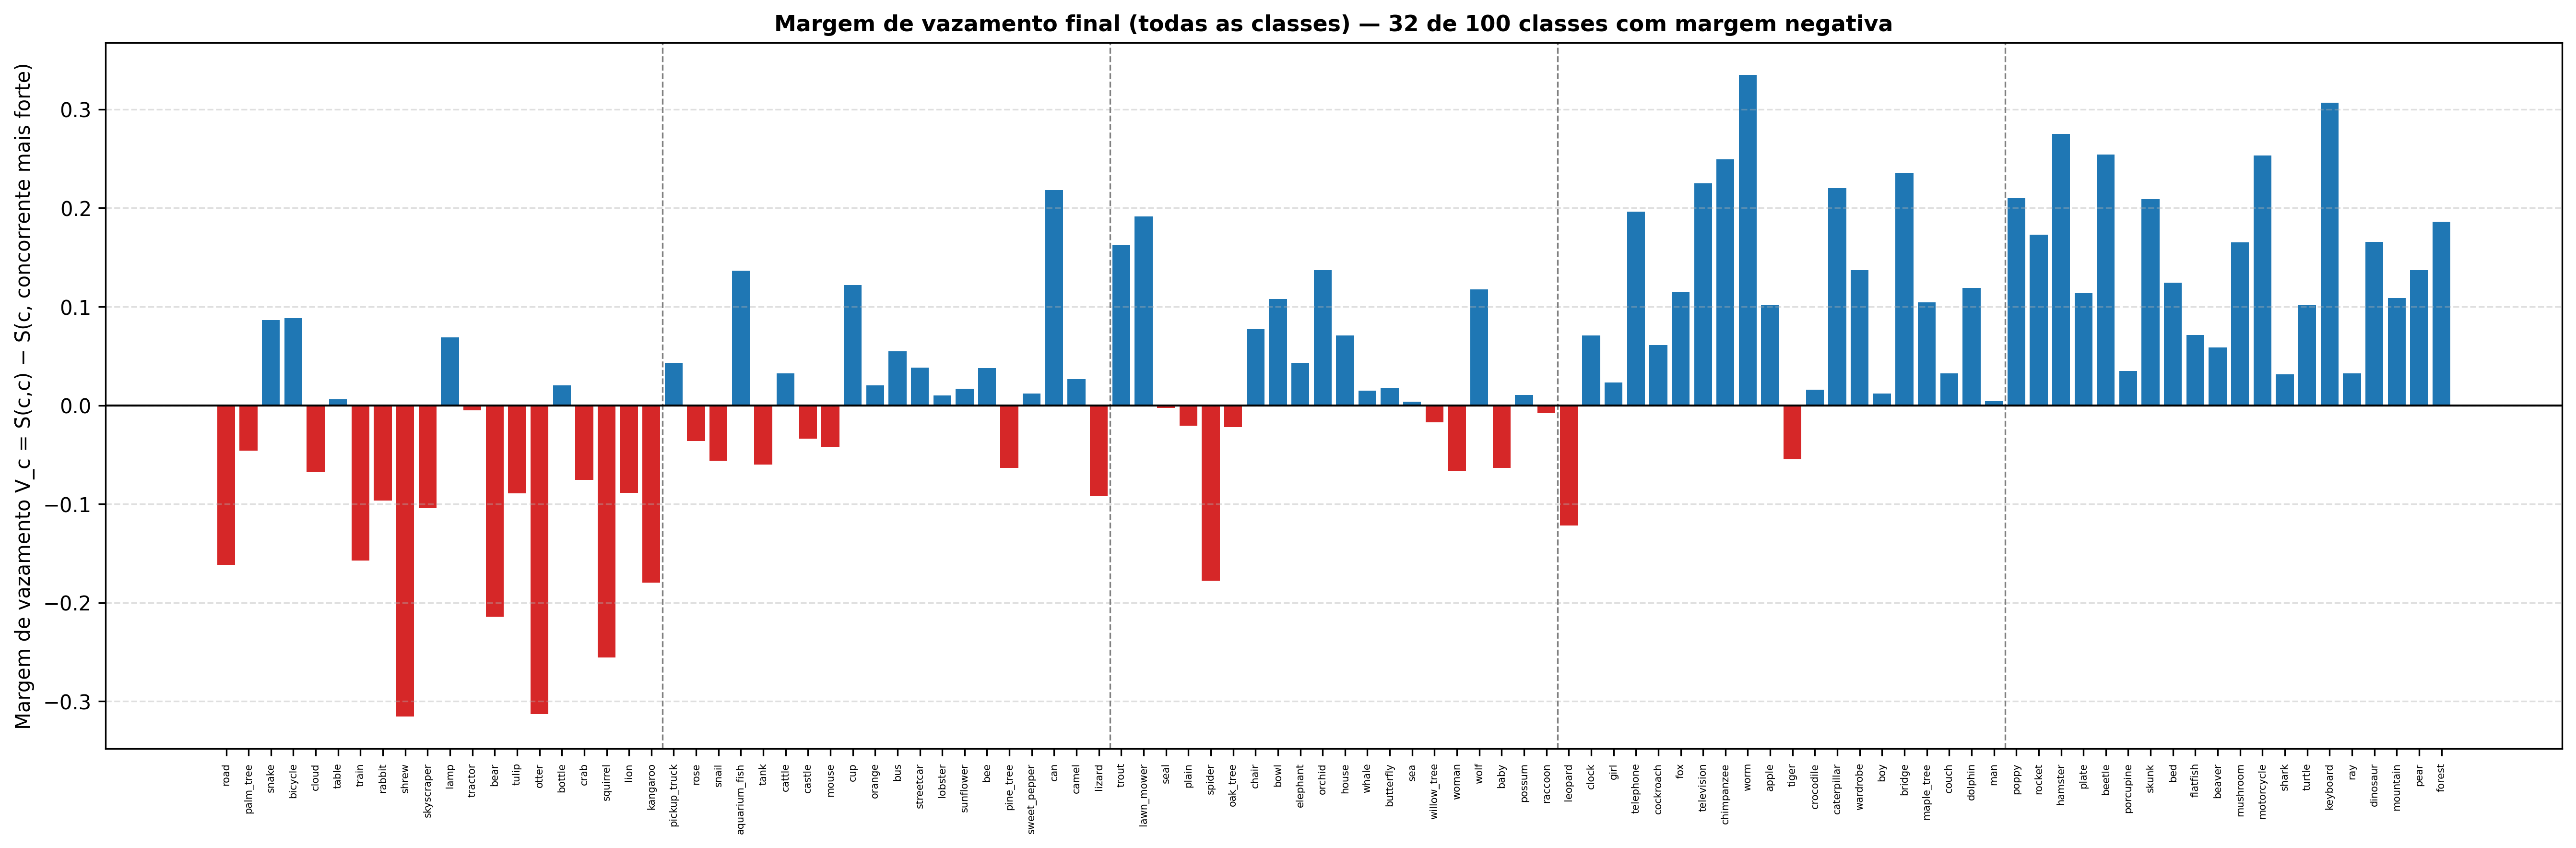 Margem de vazamento final (todas as classes) — 32 de 100 classes com margem negativa
Margem de vazamento V_c = S(c,c) − S(c, concorrente mais forte)
0.3
0.2
0.1
0.0
−0.1
−0.2
−0.3
road
palm_tree
snake
bicycle
cloud
table
train
rabbit
shrew
skyscraper
lamp
tractor
bear
tulip
otter
bottle
crab
squirrel
lion
kangaroo
pickup_truck
rose
snail
aquarium_fish
tank
cattle
castle
mouse
cup
orange
bus
streetcar
lobster
sunflower
bee
pine_tree
sweet_pepper
can
camel
lizard
trout
lawn_mower
seal
plain
spider
oak_tree
chair
bowl
elephant
orchid
house
whale
butterfly
sea
willow_tree
woman
wolf
baby
possum
raccoon
leopard
clock
girl
telephone
cockroach
fox
television
chimpanzee
worm
apple
tiger
crocodile
caterpillar
wardrobe
boy
bridge
maple_tree
couch
dolphin
man
poppy
rocket
hamster
plate
beetle
porcupine
skunk
bed
flatfish
beaver
mushroom
motorcycle
shark
turtle
keyboard
ray
dinosaur
mountain
pear
forest